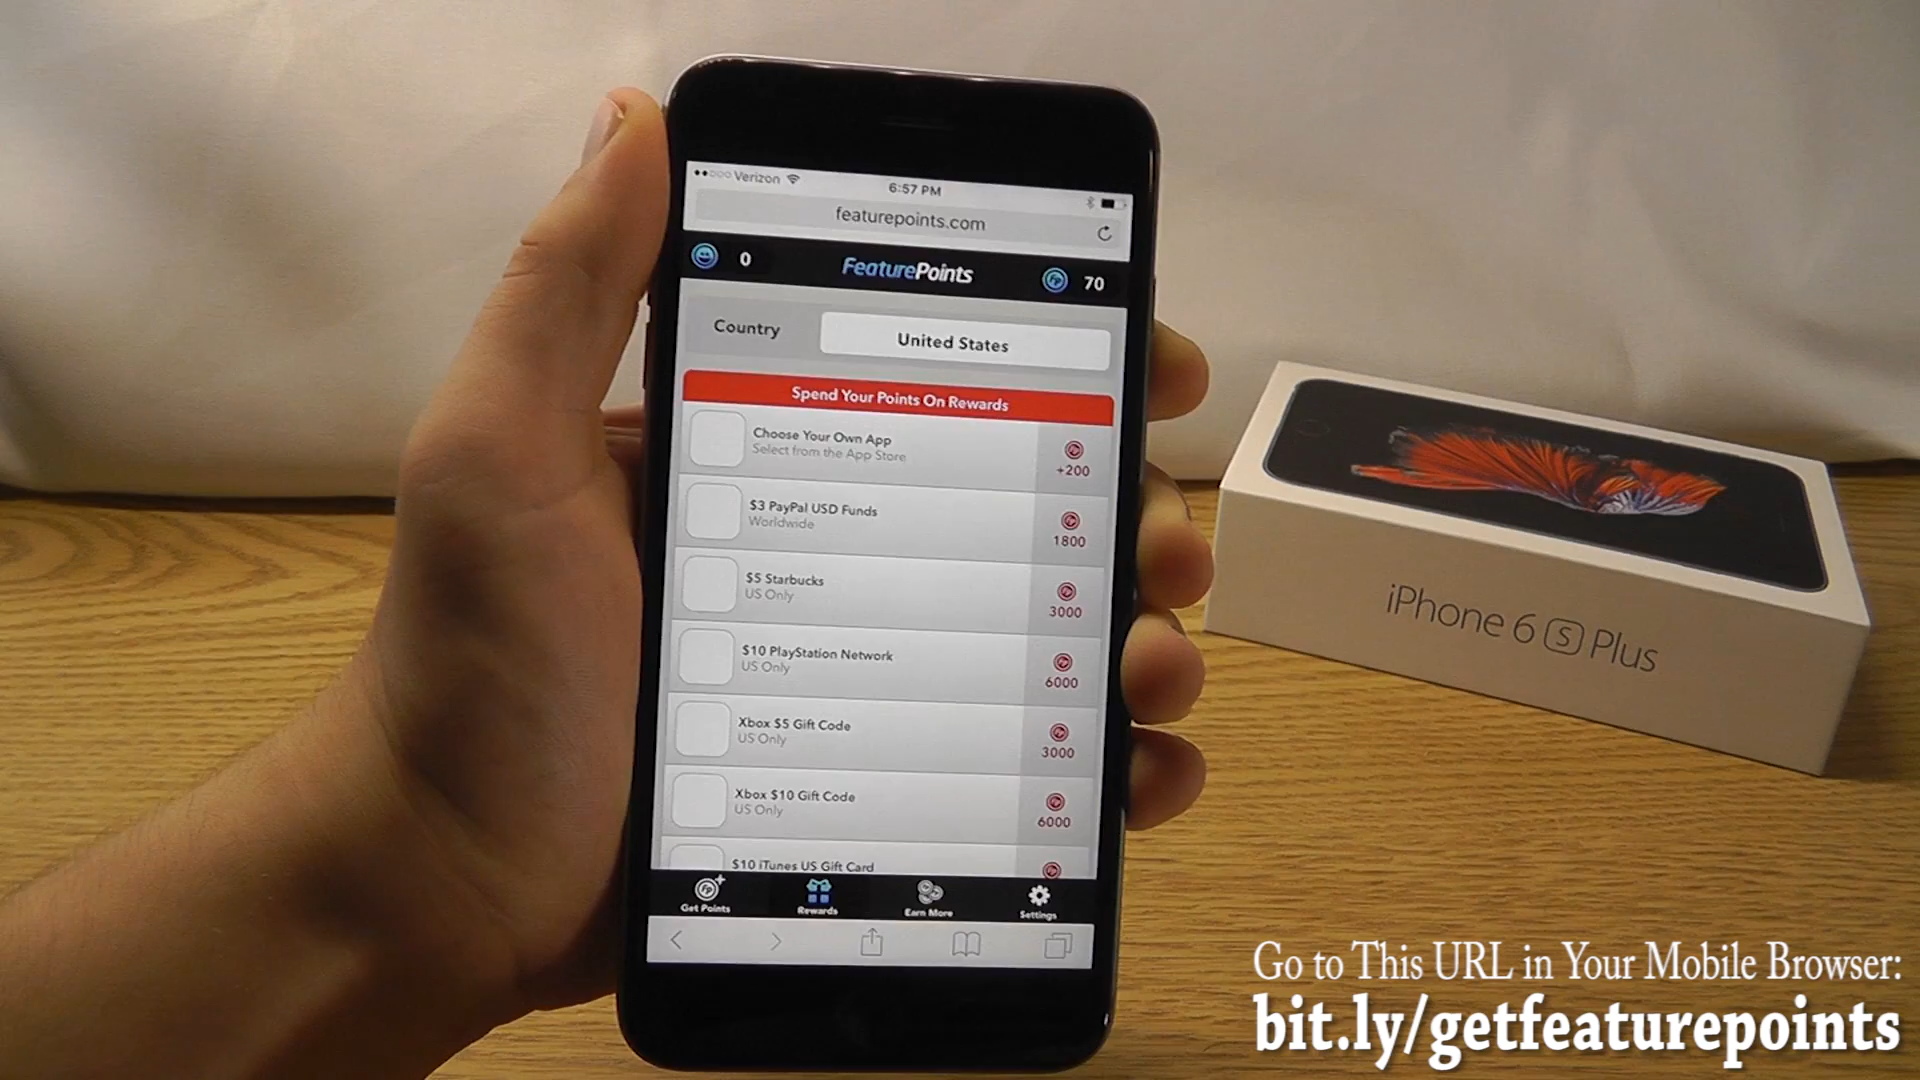 Verizon
6:57 PM
featurepoints.com
0
FeaturePoints
70
Country
United States
Spend Your Points On Rewards
Choose Your Own App
Select from the App Store
+200
$3 PayPal USD Funds
Worldwide
1800
$5 Starbucks
US Only
3000
$10 PlayStation Network
US Only
6000
Xbox $5 Gift Code
US Only
3000
Xbox $10 Gift Code
US Only
6000
$10 iTunes US Gift Card
Get Points
Rewards
Earn More
Settings
iPhone 6 S Plus
Go to This URL in Your Mobile Browser:
bit.ly/getfeaturepoints